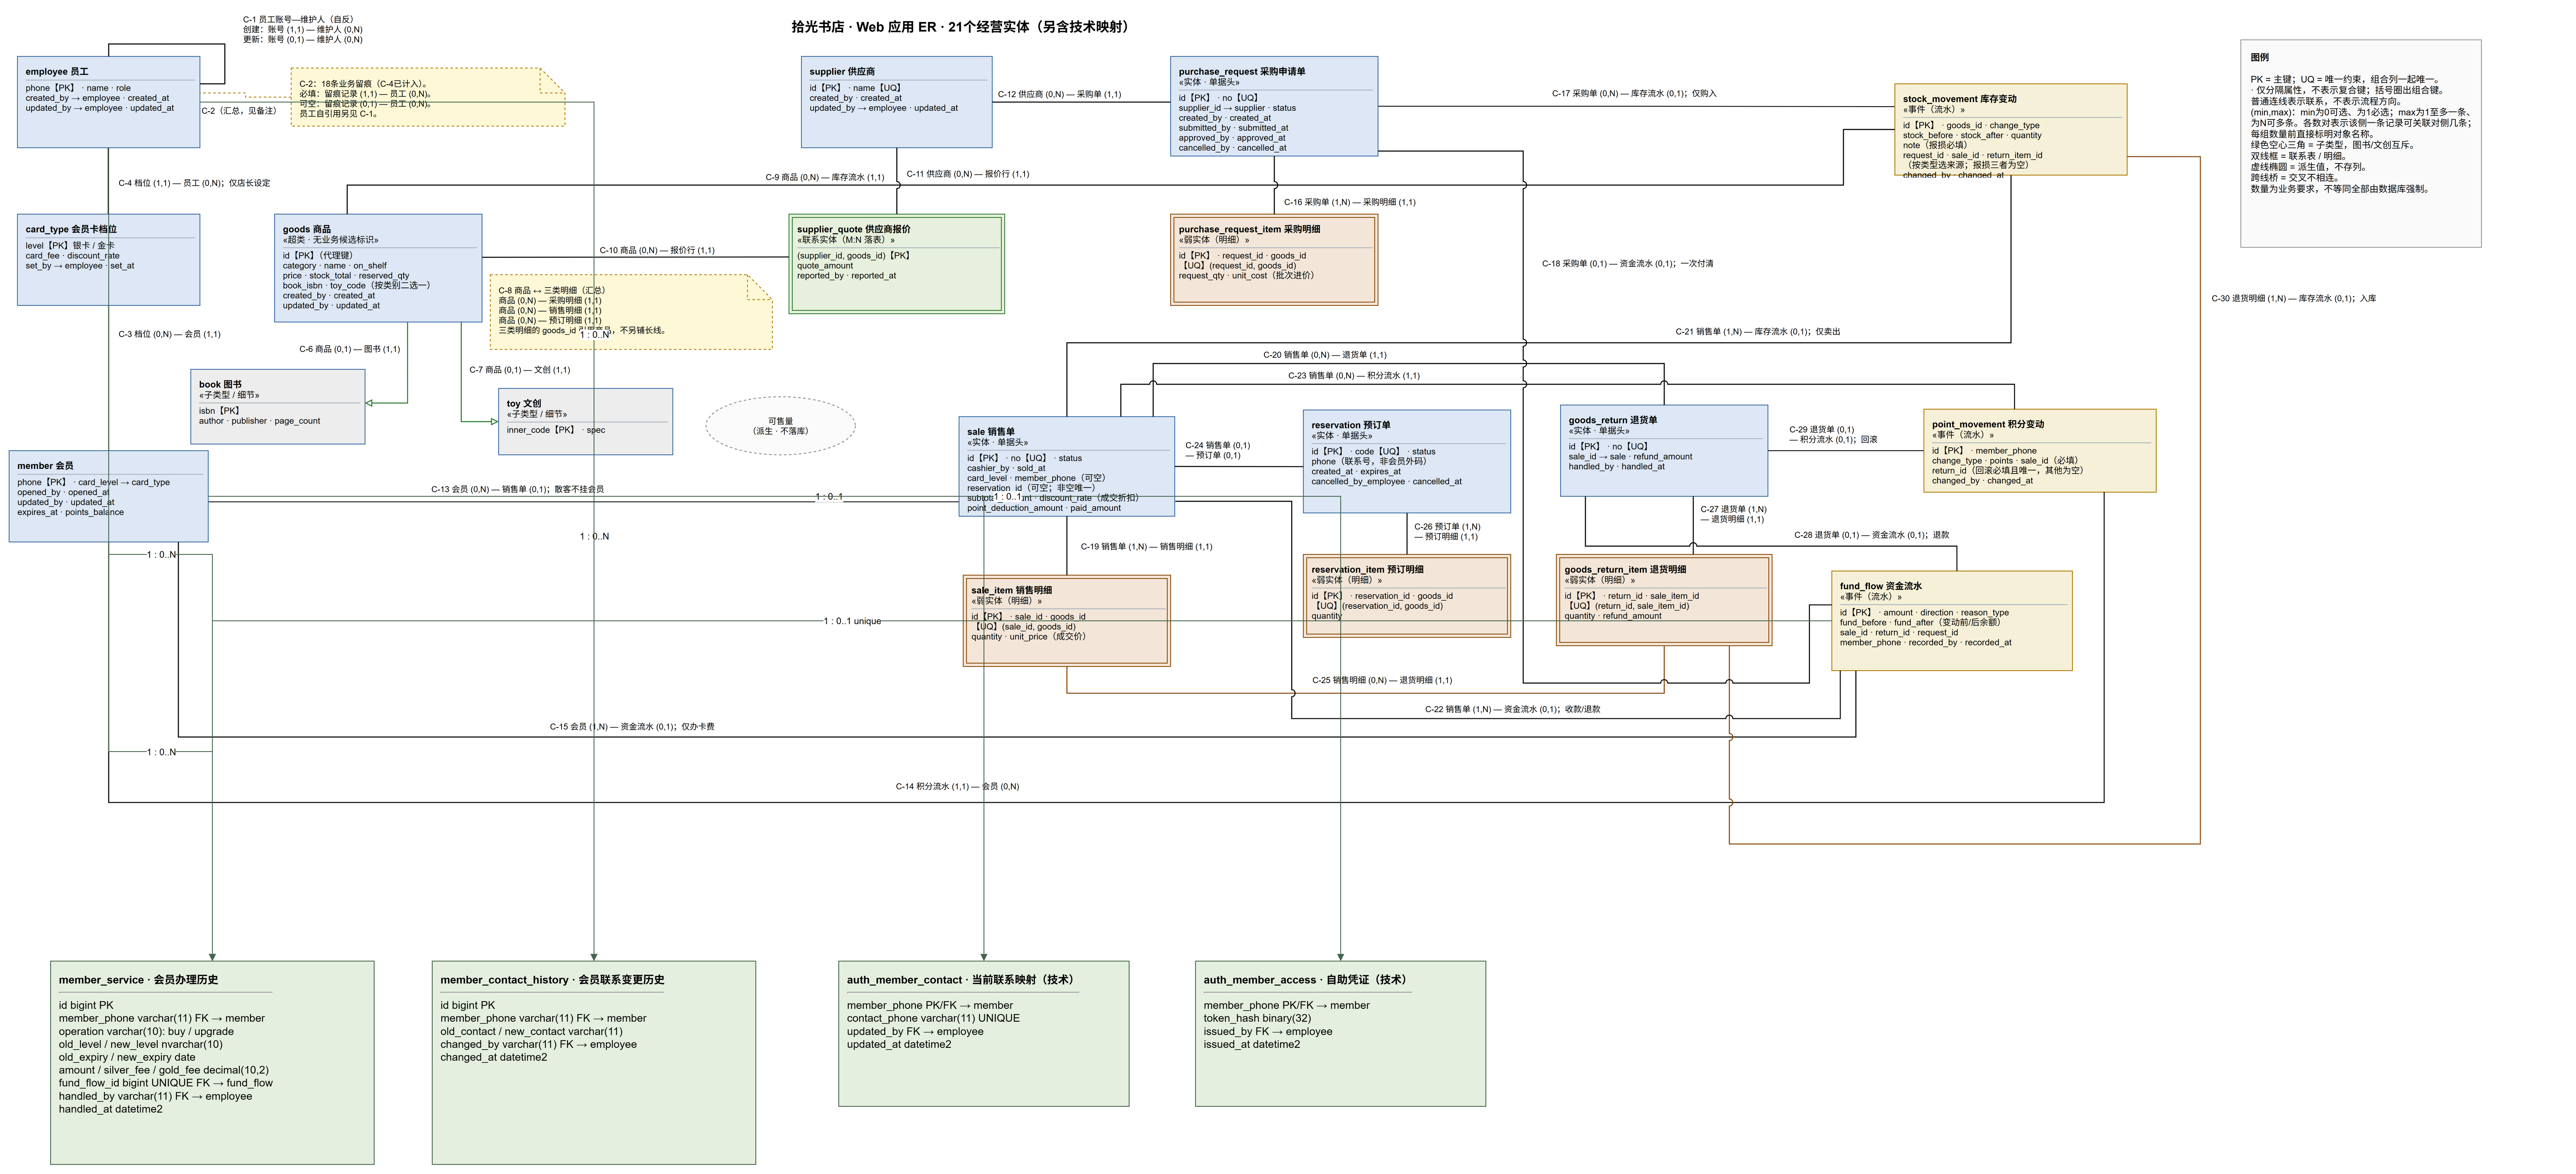 拾光书店 · Web 应用 ER · 21个经营实体（另含技术映射）
C-1 员工账号—维护人（自反）
创建：账号 (1,1) — 维护人 (0,N)
更新：账号 (0,1) — 维护人 (0,N)
employee 员工
phone【PK】 · name · role
created_by → employee · created_at
updated_by → employee · updated_at
C-2（汇总，见备注）
C-2：18条业务留痕（C-4已计入）。
必填：留痕记录 (1,1) — 员工 (0,N)。
可空：留痕记录 (0,1) — 员工 (0,N)。
员工自引用另见 C-1。
supplier 供应商
id【PK】 · name【UQ】
created_by · created_at
updated_by → employee · updated_at
C-12 供应商 (0,N) — 采购单 (1,1)
purchase_request 采购申请单
«实体 · 单据头»
id【PK】 · no【UQ】
supplier_id → supplier · status
created_by · created_at
submitted_by · submitted_at
approved_by · approved_at
cancelled_by · cancelled_at
C-17 采购单 (0,N) — 库存流水 (0,1)；仅购入
stock_movement 库存变动
«事件（流水）»
id【PK】 · goods_id · change_type
stock_before · stock_after · quantity
note（报损必填）
request_id · sale_id · return_item_id
（按类型选来源；报损三者为空）
changed_by · changed_at
图例
PK = 主键；UQ = 唯一约束，组合列一起唯一。
· 仅分隔属性，不表示复合键；括号圈出组合键。
普通连线表示联系，不表示流程方向。
(min,max)：min为0可选、为1必选；max为1至多一条、
为N可多条。各数对表示该侧一条记录可关联对侧几条；
每组数量前直接标明对象名称。
绿色空心三角 = 子类型，图书/文创互斥。
双线框 = 联系表 / 明细。
虚线椭圆 = 派生值，不存列。
跨线桥 = 交叉不相连。
数量为业务要求，不等同全部由数据库强制。
C-4 档位 (1,1) — 员工 (0,N)；仅店长设定
C-9 商品 (0,N) — 库存流水 (1,1)
C-11 供应商 (0,N) — 报价行 (1,1)
C-16 采购单 (1,N) — 采购明细 (1,1)
card_type 会员卡档位
level【PK】银卡 / 金卡
card_fee · discount_rate
set_by → employee · set_at
goods 商品
«超类 · 无业务候选标识»
id【PK】（代理键）
category · name · on_shelf
price · stock_total · reserved_qty
book_isbn · toy_code（按类别二选一）
created_by · created_at
updated_by · updated_at
C-10 商品 (0,N) — 报价行 (1,1)
supplier_quote 供应商报价
«联系实体（M:N 落表）»
(supplier_id, goods_id)【PK】
quote_amount
reported_by · reported_at
purchase_request_item 采购明细
«弱实体（明细）»
id【PK】 · request_id · goods_id
【UQ】(request_id, goods_id)
request_qty · unit_cost（批次进价）
C-18 采购单 (0,1) — 资金流水 (0,1)；一次付清
C-30 退货明细 (1,N) — 库存流水 (0,1)；入库
C-8 商品 ↔ 三类明细（汇总）
商品 (0,N) — 采购明细 (1,1)
商品 (0,N) — 销售明细 (1,1)
商品 (0,N) — 预订明细 (1,1)
三类明细的 goods_id 引用商品，不另铺长线。
1 : 0..N
C-3 档位 (0,N) — 会员 (1,1)
C-6 商品 (0,1) — 图书 (1,1)
C-7 商品 (0,1) — 文创 (1,1)
C-21 销售单 (1,N) — 库存流水 (0,1)；仅卖出
C-20 销售单 (0,N) — 退货单 (1,1)
C-23 销售单 (0,N) — 积分流水 (1,1)
book 图书
«子类型 / 细节»
isbn【PK】
author · publisher · page_count
toy 文创
«子类型 / 细节»
inner_code【PK】 · spec
可售量
（派生 · 不落库）
sale 销售单
«实体 · 单据头»
id【PK】 · no【UQ】 · status
cashier_by · sold_at
card_level · member_phone（可空）
reservation_id（可空；非空唯一）
· discount_rate（成交折扣）
point_deduction_amount · paid_amount
C-24 销售单 (0,1)
— 预订单 (0,1)
reservation 预订单
«实体 · 单据头»
id【PK】 · code【UQ】 · status
phone（联系号，非会员外码）
created_at · expires_at
cancelled_by_employee · cancelled_at
goods_return 退货单
«实体 · 单据头»
id【PK】 · no【UQ】
sale_id → sale · refund_amount
handled_by · handled_at
C-29 退货单 (0,1)
— 积分流水 (0,1)；回滚
point_movement 积分变动
«事件（流水）»
id【PK】 · member_phone
change_type · points · sale_id（必填）
return_id（回滚必填且唯一，其他为空）
changed_by · changed_at
member 会员
phone【PK】 · card_level → card_type
opened_by · opened_at
updated_by · updated_at
expires_at · points_balance
C-13 会员 (0,N) — 销售单 (0,1)；散客不挂会员
1 : 0..1
1 : 0..1
1 : 0..N
1 : 0..N
C-19 销售单 (1,N) — 销售明细 (1,1)
C-26 预订单 (1,N)
— 预订明细 (1,1)
C-27 退货单 (1,N)
— 退货明细 (1,1)
C-28 退货单 (0,1) — 资金流水 (0,1)；退款
sale_item 销售明细
«弱实体（明细）»
id【PK】 · sale_id · goods_id
【UQ】(sale_id, goods_id)
quantity · unit_price（成交价）
reservation_item 预订明细
«弱实体（明细）»
id【PK】 · reservation_id · goods_id
【UQ】(reservation_id, goods_id)
quantity
goods_return_item 退货明细
«弱实体（明细）»
id【PK】 · return_id · sale_item_id
【UQ】(return_id, sale_item_id)
quantity · refund_amount
fund_flow 资金流水
«事件（流水）»
id【PK】 · amount · direction · reason_type
fund_before · fund_after（变动前/后余额）
sale_id · return_id · request_id
member_phone · recorded_by · recorded_at
1 : 0..1 unique
C-25 销售明细 (0,N) — 退货明细 (1,1)
C-22 销售单 (1,N) — 资金流水 (0,1)；收款/退款
C-15 会员 (1,N) — 资金流水 (0,1)；仅办卡费
1 : 0..N
C-14 积分流水 (1,1) — 会员 (0,N)
member_service · 会员办理历史
id bigint PK
member_phone varchar(11) FK → member
operation varchar(10): buy / upgrade
old_level / new_level nvarchar(10)
old_expiry / new_expiry date
amount / silver_fee / gold_fee decimal(10,2)
fund_flow_id bigint UNIQUE FK → fund_flow
handled_by varchar(11) FK → employee
handled_at datetime2
member_contact_history · 会员联系变更历史
id bigint PK
member_phone varchar(11) FK → member
old_contact / new_contact varchar(11)
changed_by varchar(11) FK → employee
changed_at datetime2
auth_member_contact · 当前联系映射（技术）
member_phone PK/FK → member
contact_phone varchar(11) UNIQUE
updated_by FK → employee
updated_at datetime2
auth_member_access · 自助凭证（技术）
member_phone PK/FK → member
token_hash binary(32)
issued_by FK → employee
issued_at datetime2